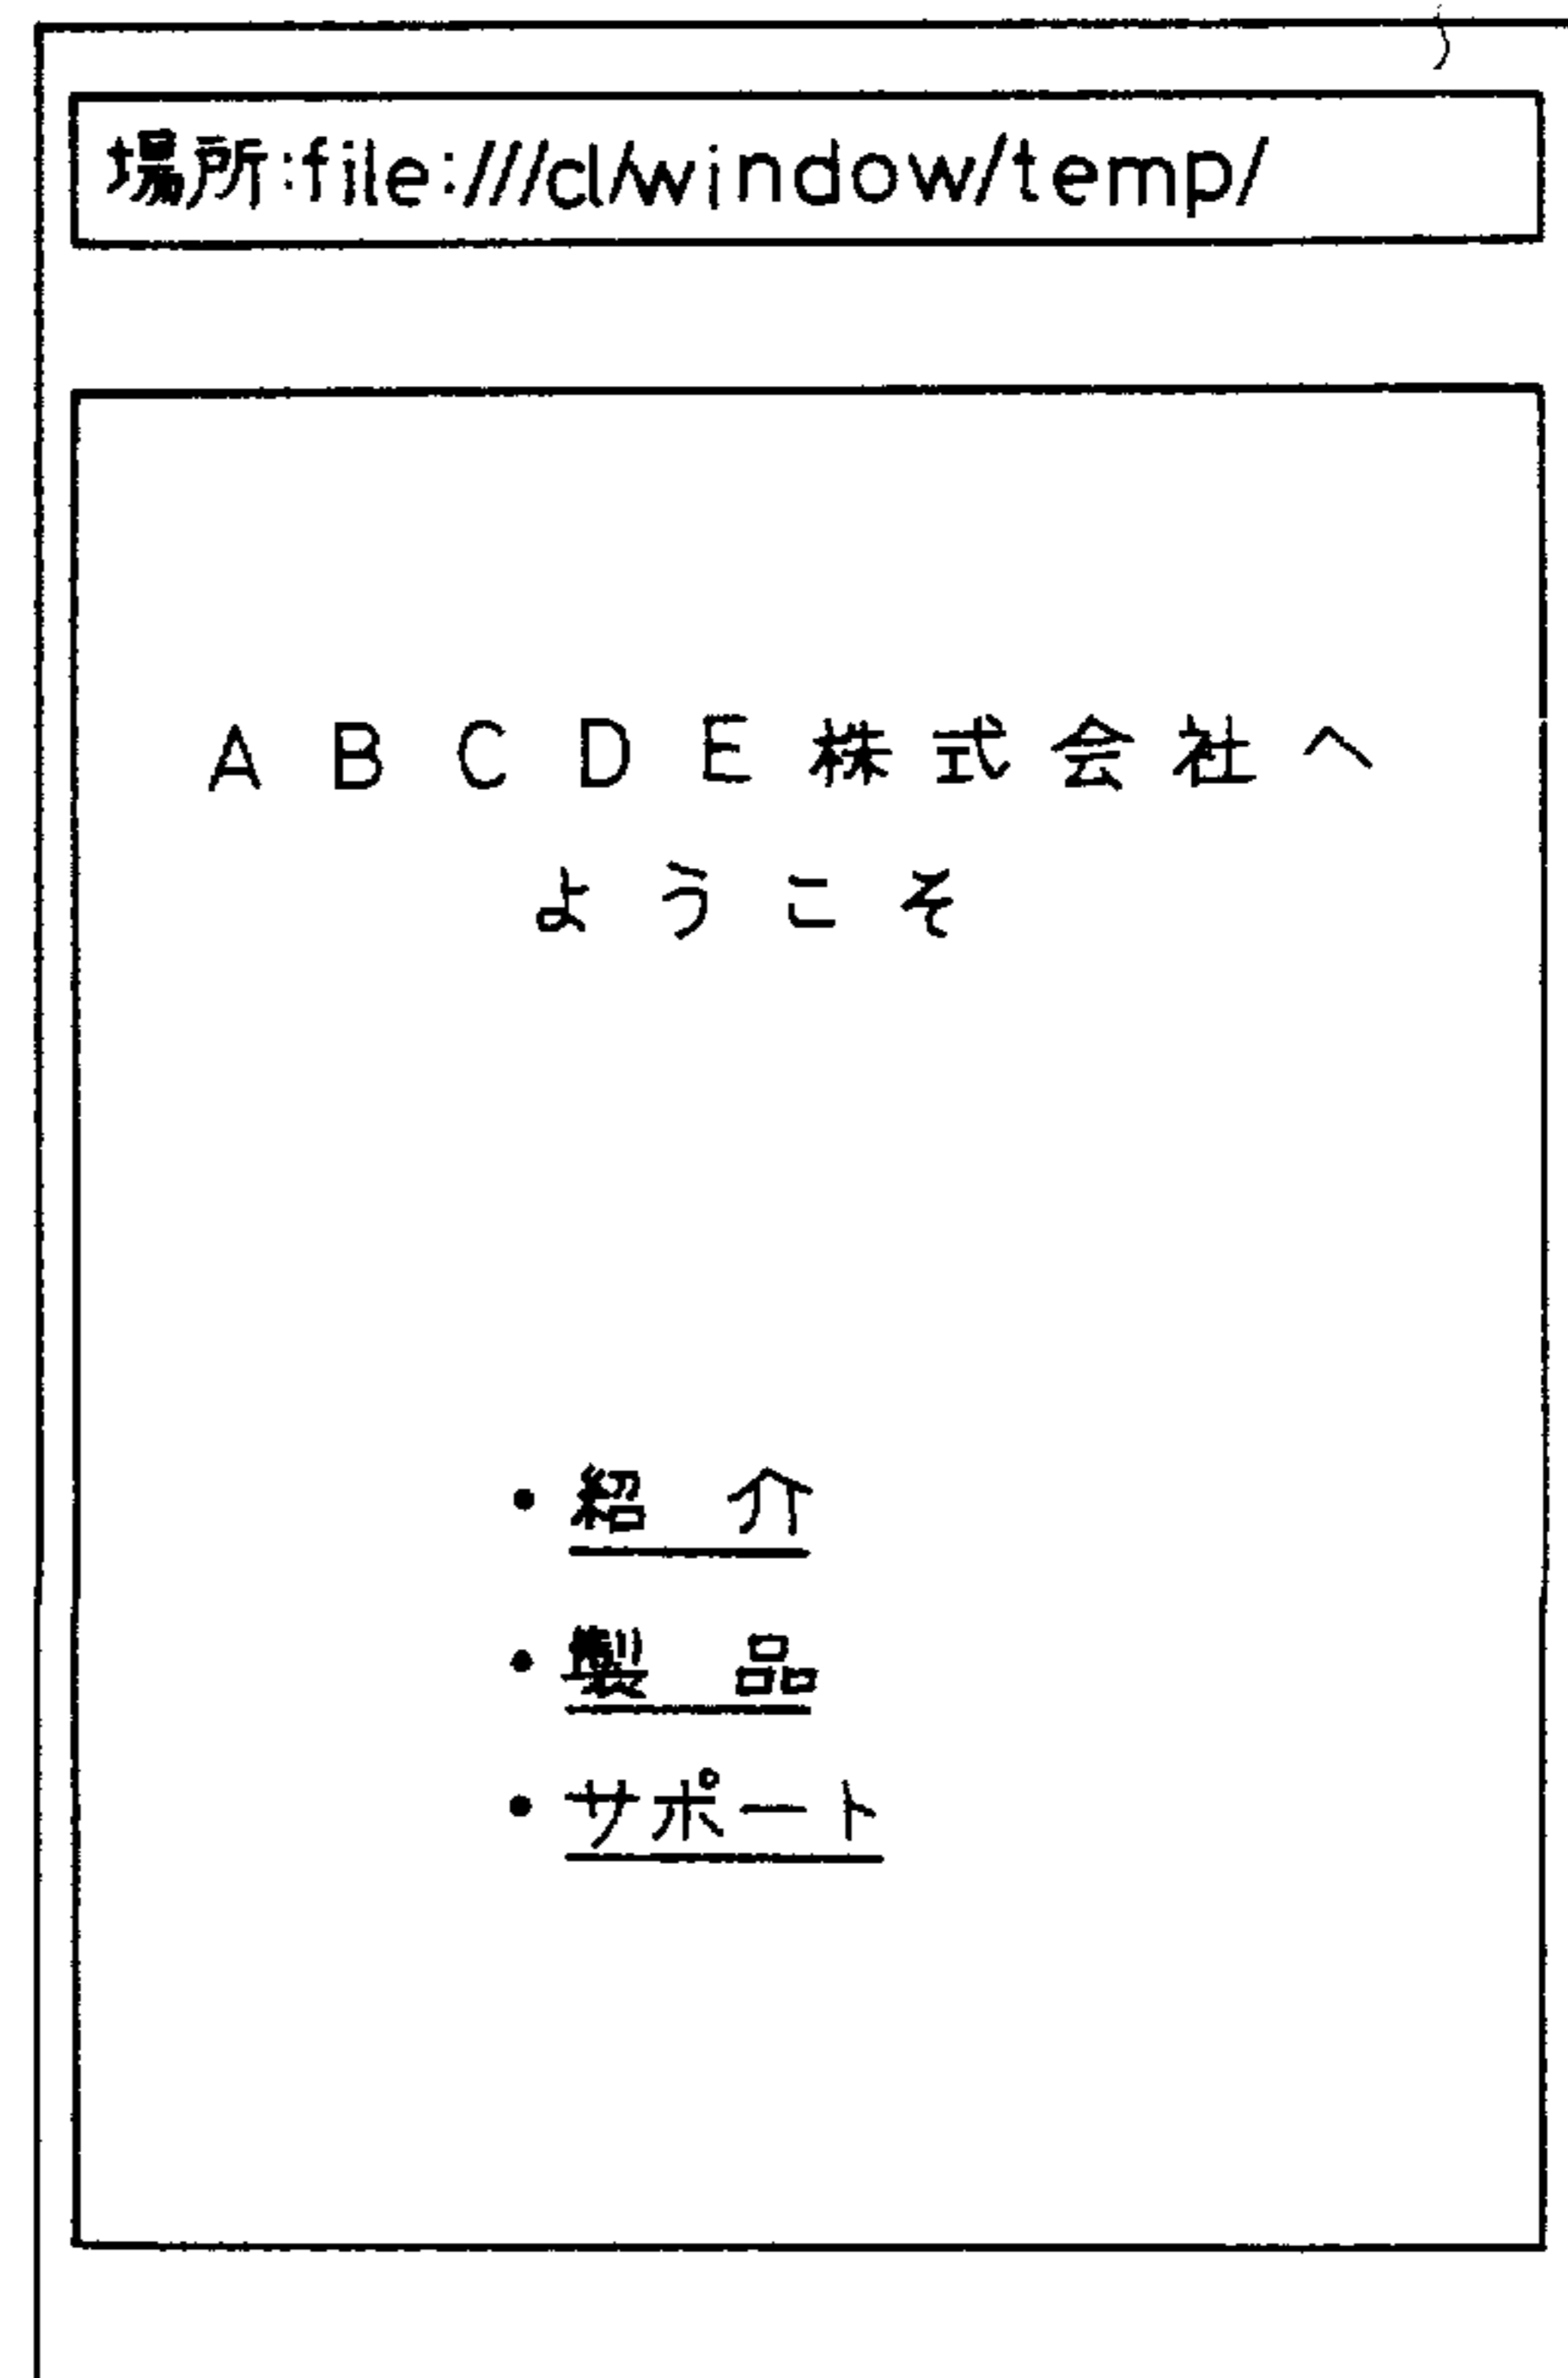 場所:file:///cl/window/temp/
ABCDE株式会社へ
ようこそ
・紹 介
・製 品
・サポート